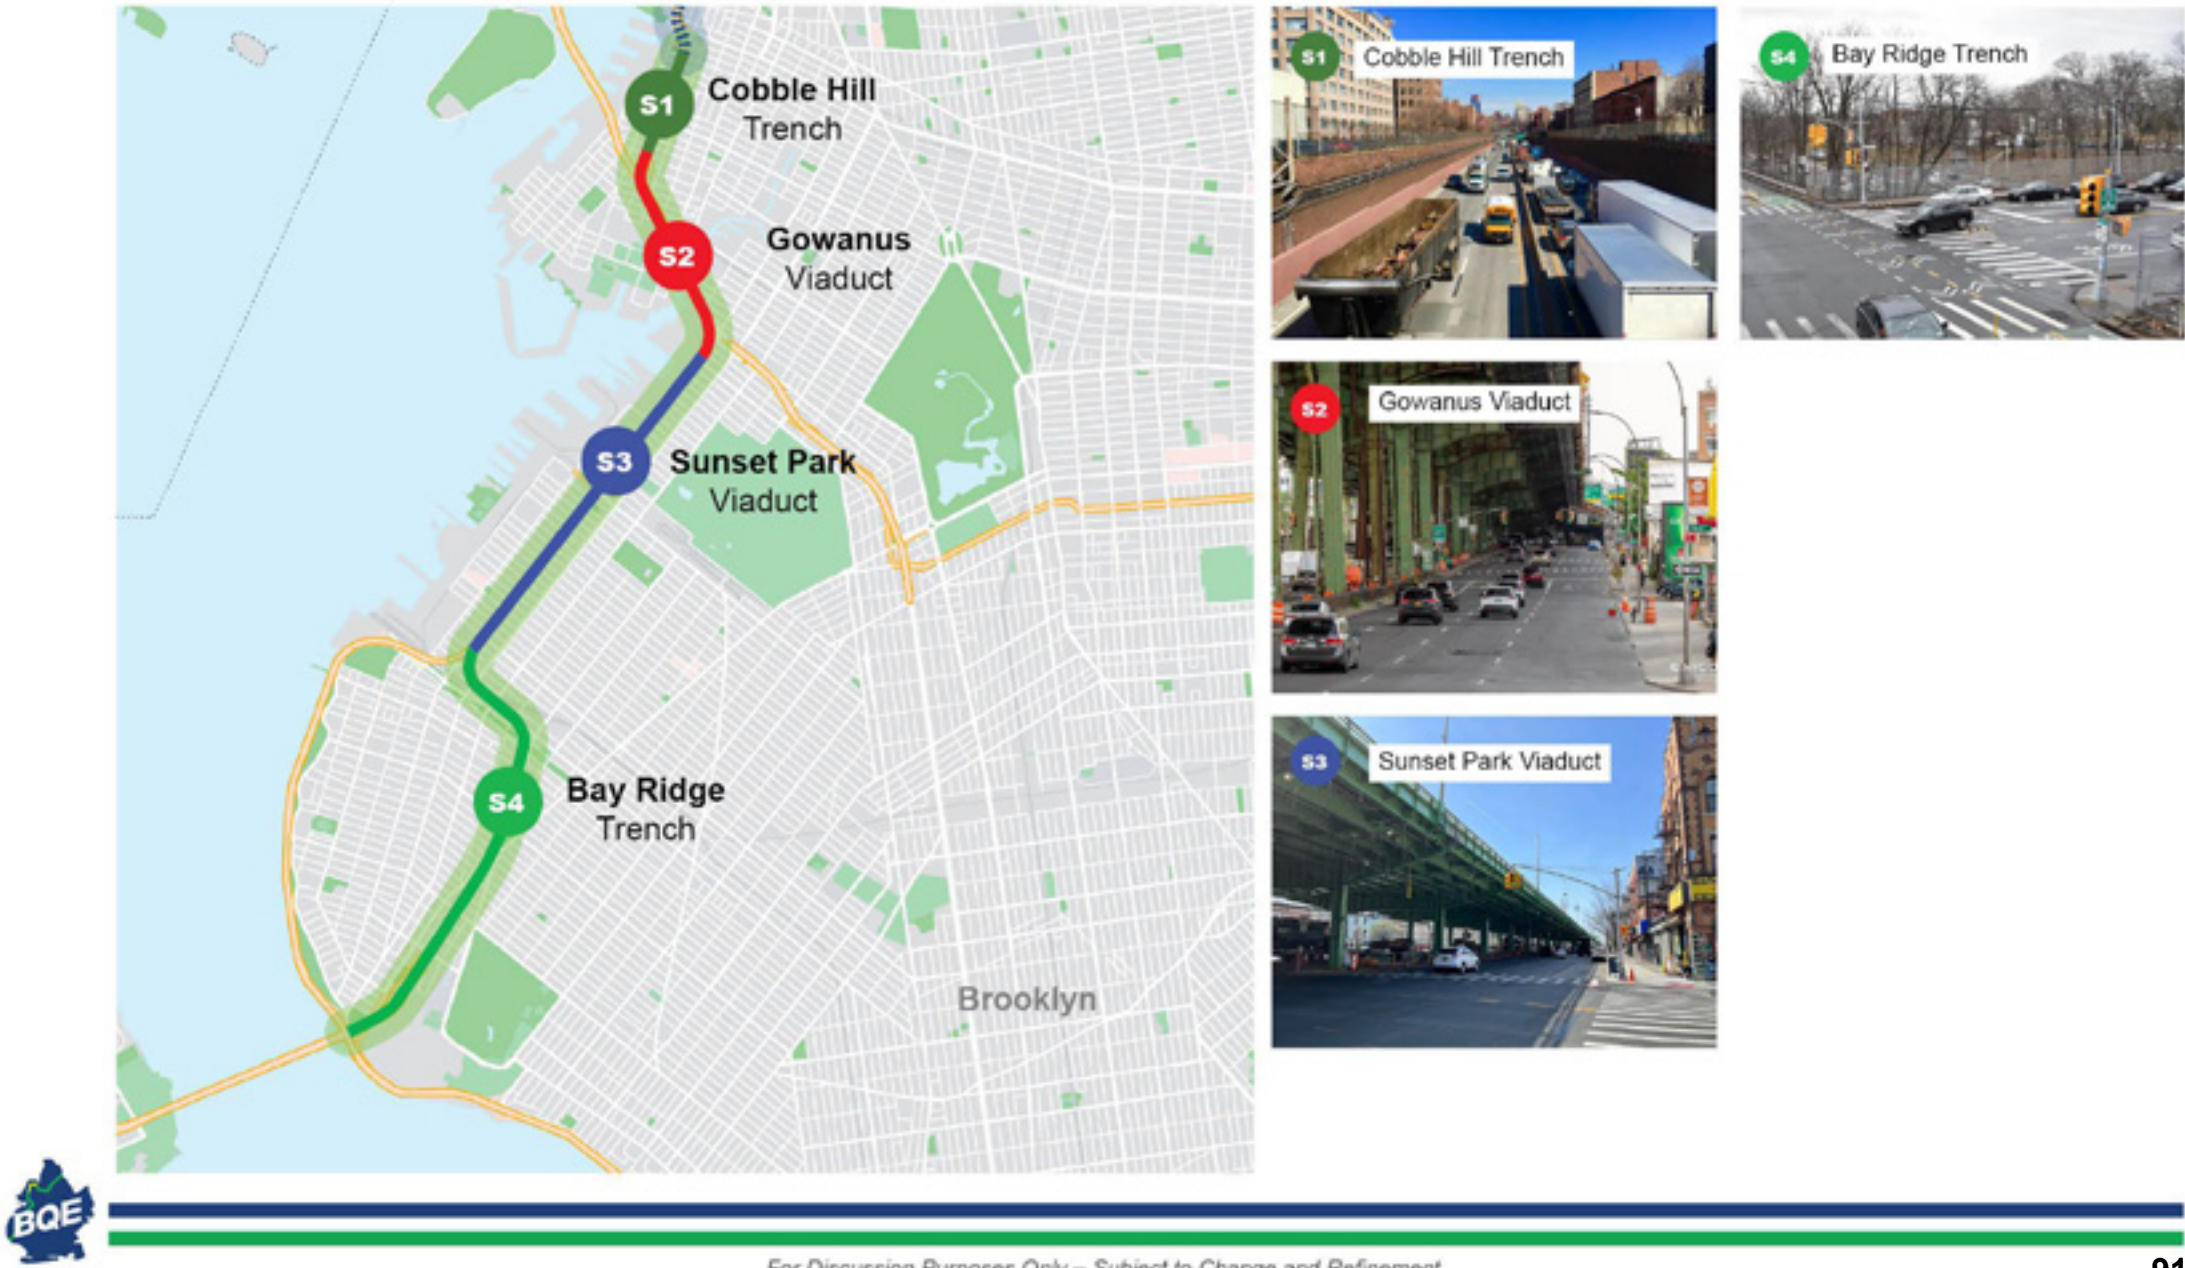 S1
Cobble Hill
Trench
S2
Gowanus
Viaduct
S3
Sunset Park
Viaduct
S4
Bay Ridge
Trench
Brooklyn
S1 Cobble Hill Trench
S4 Bay Ridge Trench
S2 Gowanus Viaduct
S3 Sunset Park Viaduct
BQE
For Discussion Purposes Only – Subject to Change and Refinement
91